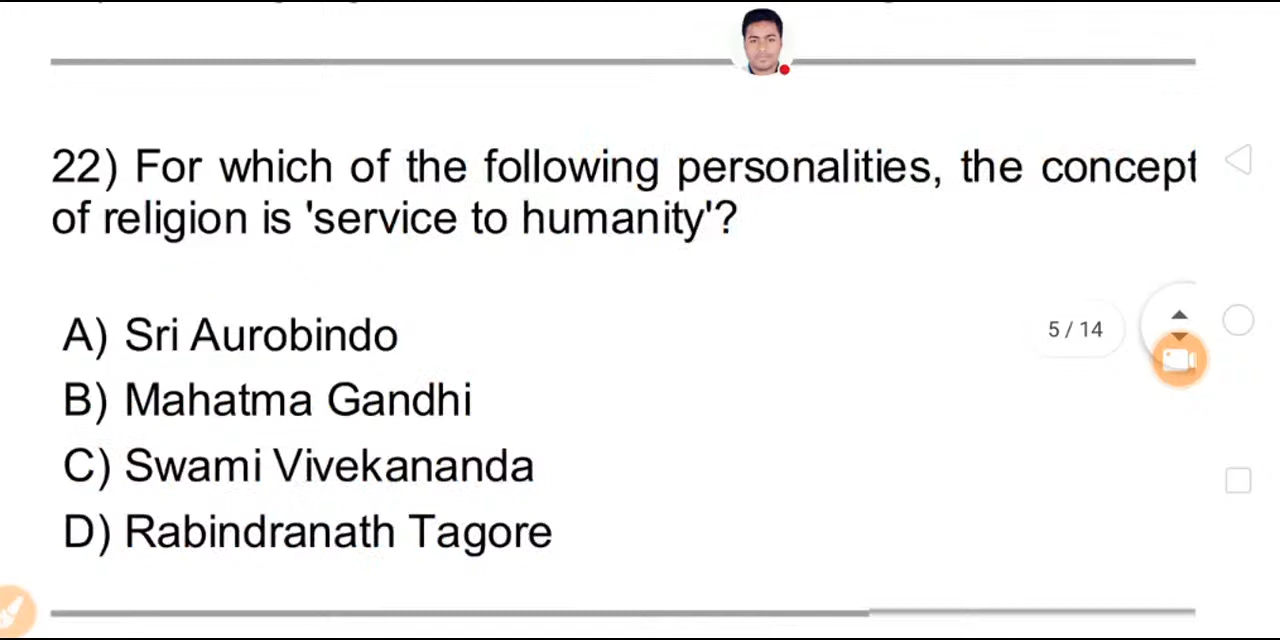 22) For which of the following personalities, the concept
of religion is 'service to humanity'?
A) Sri Aurobindo
B) Mahatma Gandhi
5 / 14
C) Swami Vivekananda
D) Rabindranath Tagore